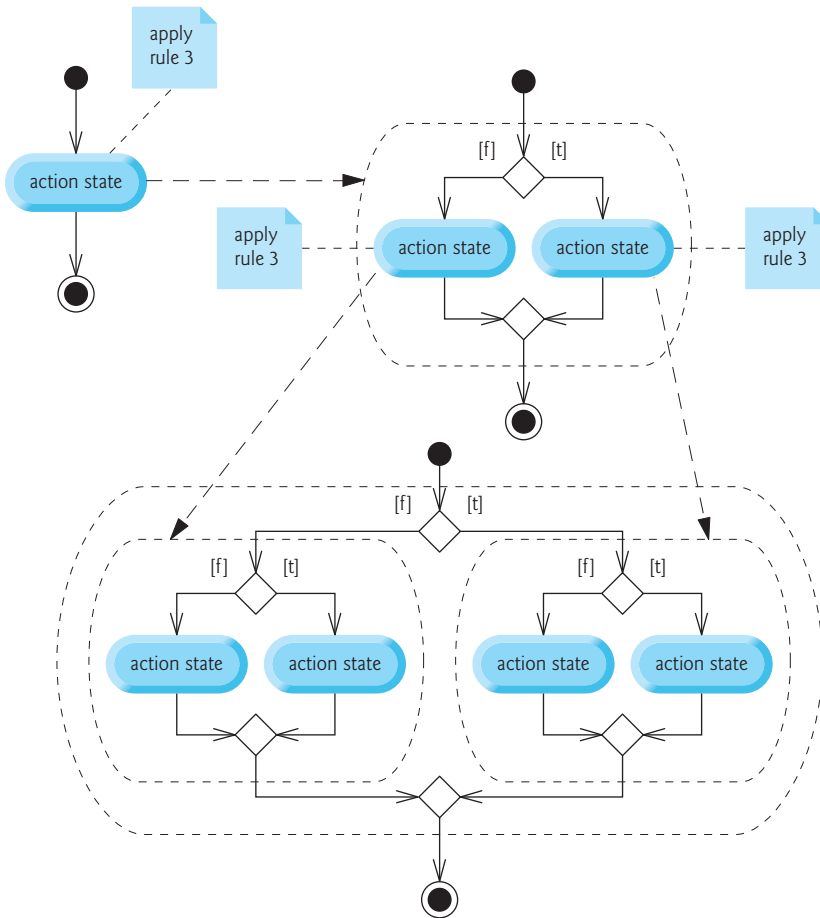 apply
rule 3
[f]
[t]
action state
apply
rule 3
action state
action state
apply
rule 3
[f]
[t]
[f]
[t]
[f]
[t]
action state
action state
action state
action state